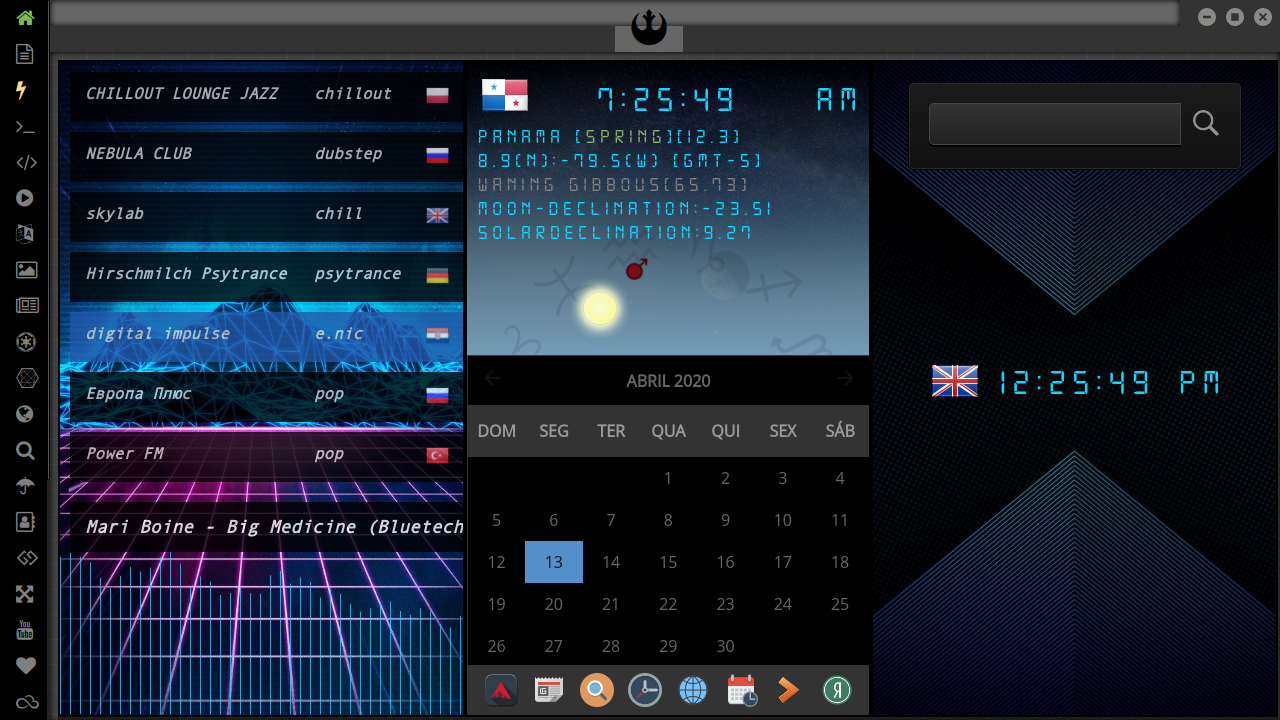 CHILLOUT LOUNGE JAZZ chillout
NEBULA CLUB dubstep
skylab chill
Hirschmilch Psytrance psytrance
digital impulse e.nic
Европа Плюс pop
Power FM pop
Mari Boine - Big Medicine (Bluetech
7:25:49 AM
PANAMA [SPRING][12.3]
8.9(N):-79.5(W) [GMT-5]
WANING GIBBOUS[65.73]
MOON-DECLINATION:-23.51
SOLARDECLINATION:9.27
ABRIL 2020
DOM SEG TER QUA QUI SEX SÁB
1 2 3 4
5 6 7 8 9 10 11
12 13 14 15 16 17 18
19 20 21 22 23 24 25
26 27 28 29 30
12:25:49 PM
You
Tube
Я